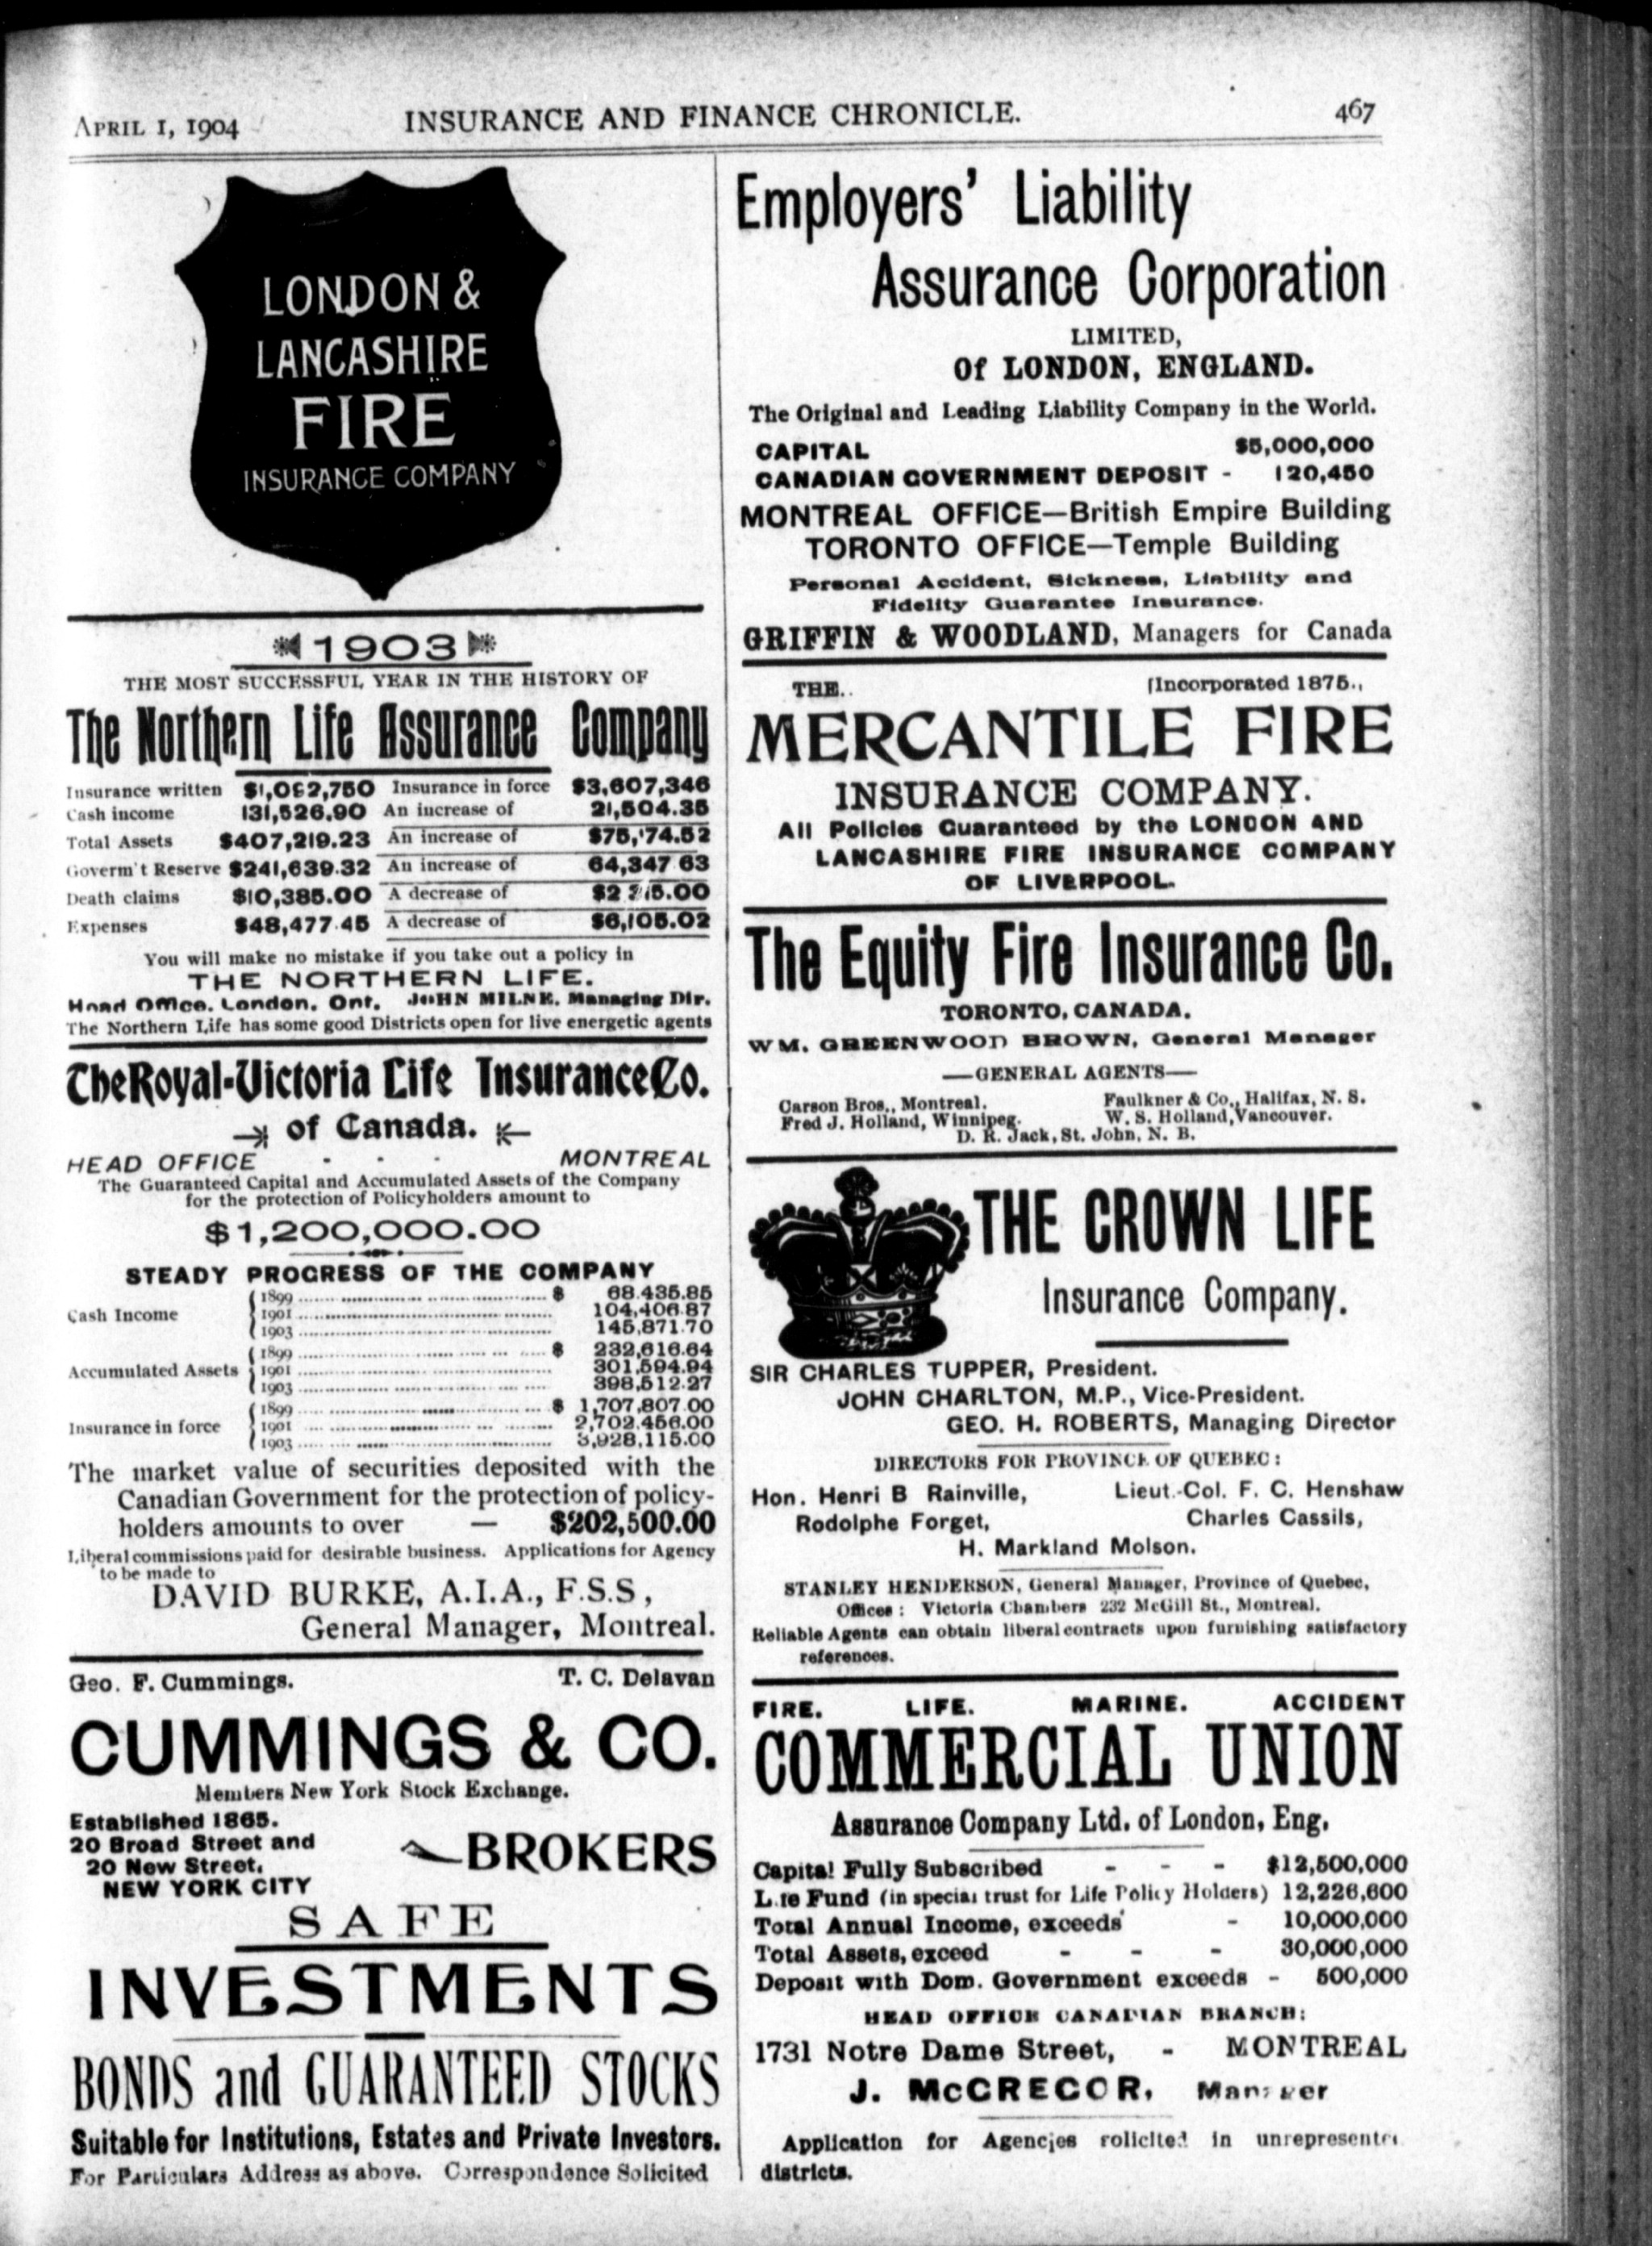 APRIL 1, 1904
INSURANCE AND FINANCE CHRONICLE.
467
LONDON &
LANCASHIRE
FIRE
INSURANCE COMPANY
1903
THE MOST SUCCESSFUL YEAR IN THE HISTORY OF
The Northern Life Assurance Company
Insurance written Insurance in force $3,607,346
Cash income 131,526.90 An increase of 21,504.35
Total Assets $407,219.23 An increase of
Goverm't Reserve $241,639.32 An increase of 64,347 63
Death claims $10,385.00 A decrease of
Expenses $48,477.45 A decrease of $6,105.02
You will make no mistake if you take out a policy in
THE NORTHERN LIFE.
Head Office, London, Ont. JOHN MILNE, Managing Dir.
The Northern Life has some good Districts open for live energetic agents
The Royal-Victoria Life Insurance Co.
of Canada.
HEAD OFFICE - - - MONTREAL
The Guaranteed Capital and Accumulated Assets of the Company
for the protection of Policyholders amount to
$1,200,000.00
STEADY PROGRESS OF THE COMPANY
Cash Income
1899 $ 68.435.85
1901 104,406.87
1903 145,871.70
Accumulated Assets
1899 $ 232,616.64
1901 301,594.94
1903 398,512.27
Insurance in force
1899 $ 1,707,807.00
1901 2,702,456.00
1903 3,928,115.00
The market value of securities deposited with the
Canadian Government for the protection of policy-
holders amounts to over — $202,500.00
Liberal commissions paid for desirable business. Applications for Agency
to be made to
DAVID BURKE, A.I.A., F.S.S,
General Manager, Montreal.
Geo. F. Cummings. T. C. Delavan
CUMMINGS & CO.
Members New York Stock Exchange.
Established 1865.
20 Broad Street and
20 New Street,
NEW YORK CITY
BROKERS
SAFE
INVESTMENTS
BONDS and GUARANTEED STOCKS
Suitable for Institutions, Estates and Private Investors.
For Particulars Address as above. Correspondence Solicited
Employers' Liability
Assurance Corporation
LIMITED,
Of LONDON, ENGLAND.
The Original and Leading Liability Company in the World.
CAPITAL $5,000,000
CANADIAN GOVERNMENT DEPOSIT - 120,450
MONTREAL OFFICE—British Empire Building
TORONTO OFFICE—Temple Building
Personal Accident, Sickness, Liability and
Fidelity Guarantee Insurance.
GRIFFIN & WOODLAND, Managers for Canada
THE.. [Incorporated 1875.,
MERCANTILE FIRE
INSURANCE COMPANY.
All Policies Guaranteed by the LONDON AND
LANCASHIRE FIRE INSURANCE COMPANY
OF LIVERPOOL.
The Equity Fire Insurance Co.
TORONTO, CANADA.
WM. GREENWOOD BROWN, General Manager
—GENERAL AGENTS—
Carson Bros., Montreal. Faulkner & Co., Halifax, N. S.
Fred J. Holland, Winnipeg. W. S. Holland, Vancouver.
D. R. Jack, St. John, N. B.
THE CROWN LIFE
Insurance Company.
SIR CHARLES TUPPER, President.
JOHN CHARLTON, M.P., Vice-President.
GEO. H. ROBERTS, Managing Director
DIRECTORS FOR PROVINCE OF QUEBEC:
Hon. Henri B Rainville, Lieut.-Col. F. C. Henshaw
Rodolphe Forget, Charles Cassils,
H. Markland Molson.
STANLEY HENDERSON, General Manager, Province of Quebec,
Offices: Victoria Chambers 232 McGill St., Montreal.
Reliable Agents can obtain liberal contracts upon furnishing satisfactory
references.
FIRE. LIFE. MARINE. ACCIDENT
COMMERCIAL UNION
Assurance Company Ltd. of London, Eng,
Capital Fully Subscribed - - - $12,500,000
Life Fund (in special trust for Life Policy Holders) 12,226,600
Total Annual Income, exceeds - 10,000,000
Total Assets, exceed - - - 30,000,000
Deposit with Dom. Government exceeds - 500,000
HEAD OFFICE CANADIAN BRANCH:
1731 Notre Dame Street, - MONTREAL
J. McGREGOR, Manager
Application for Agencies solicited in unrepresented
districts.